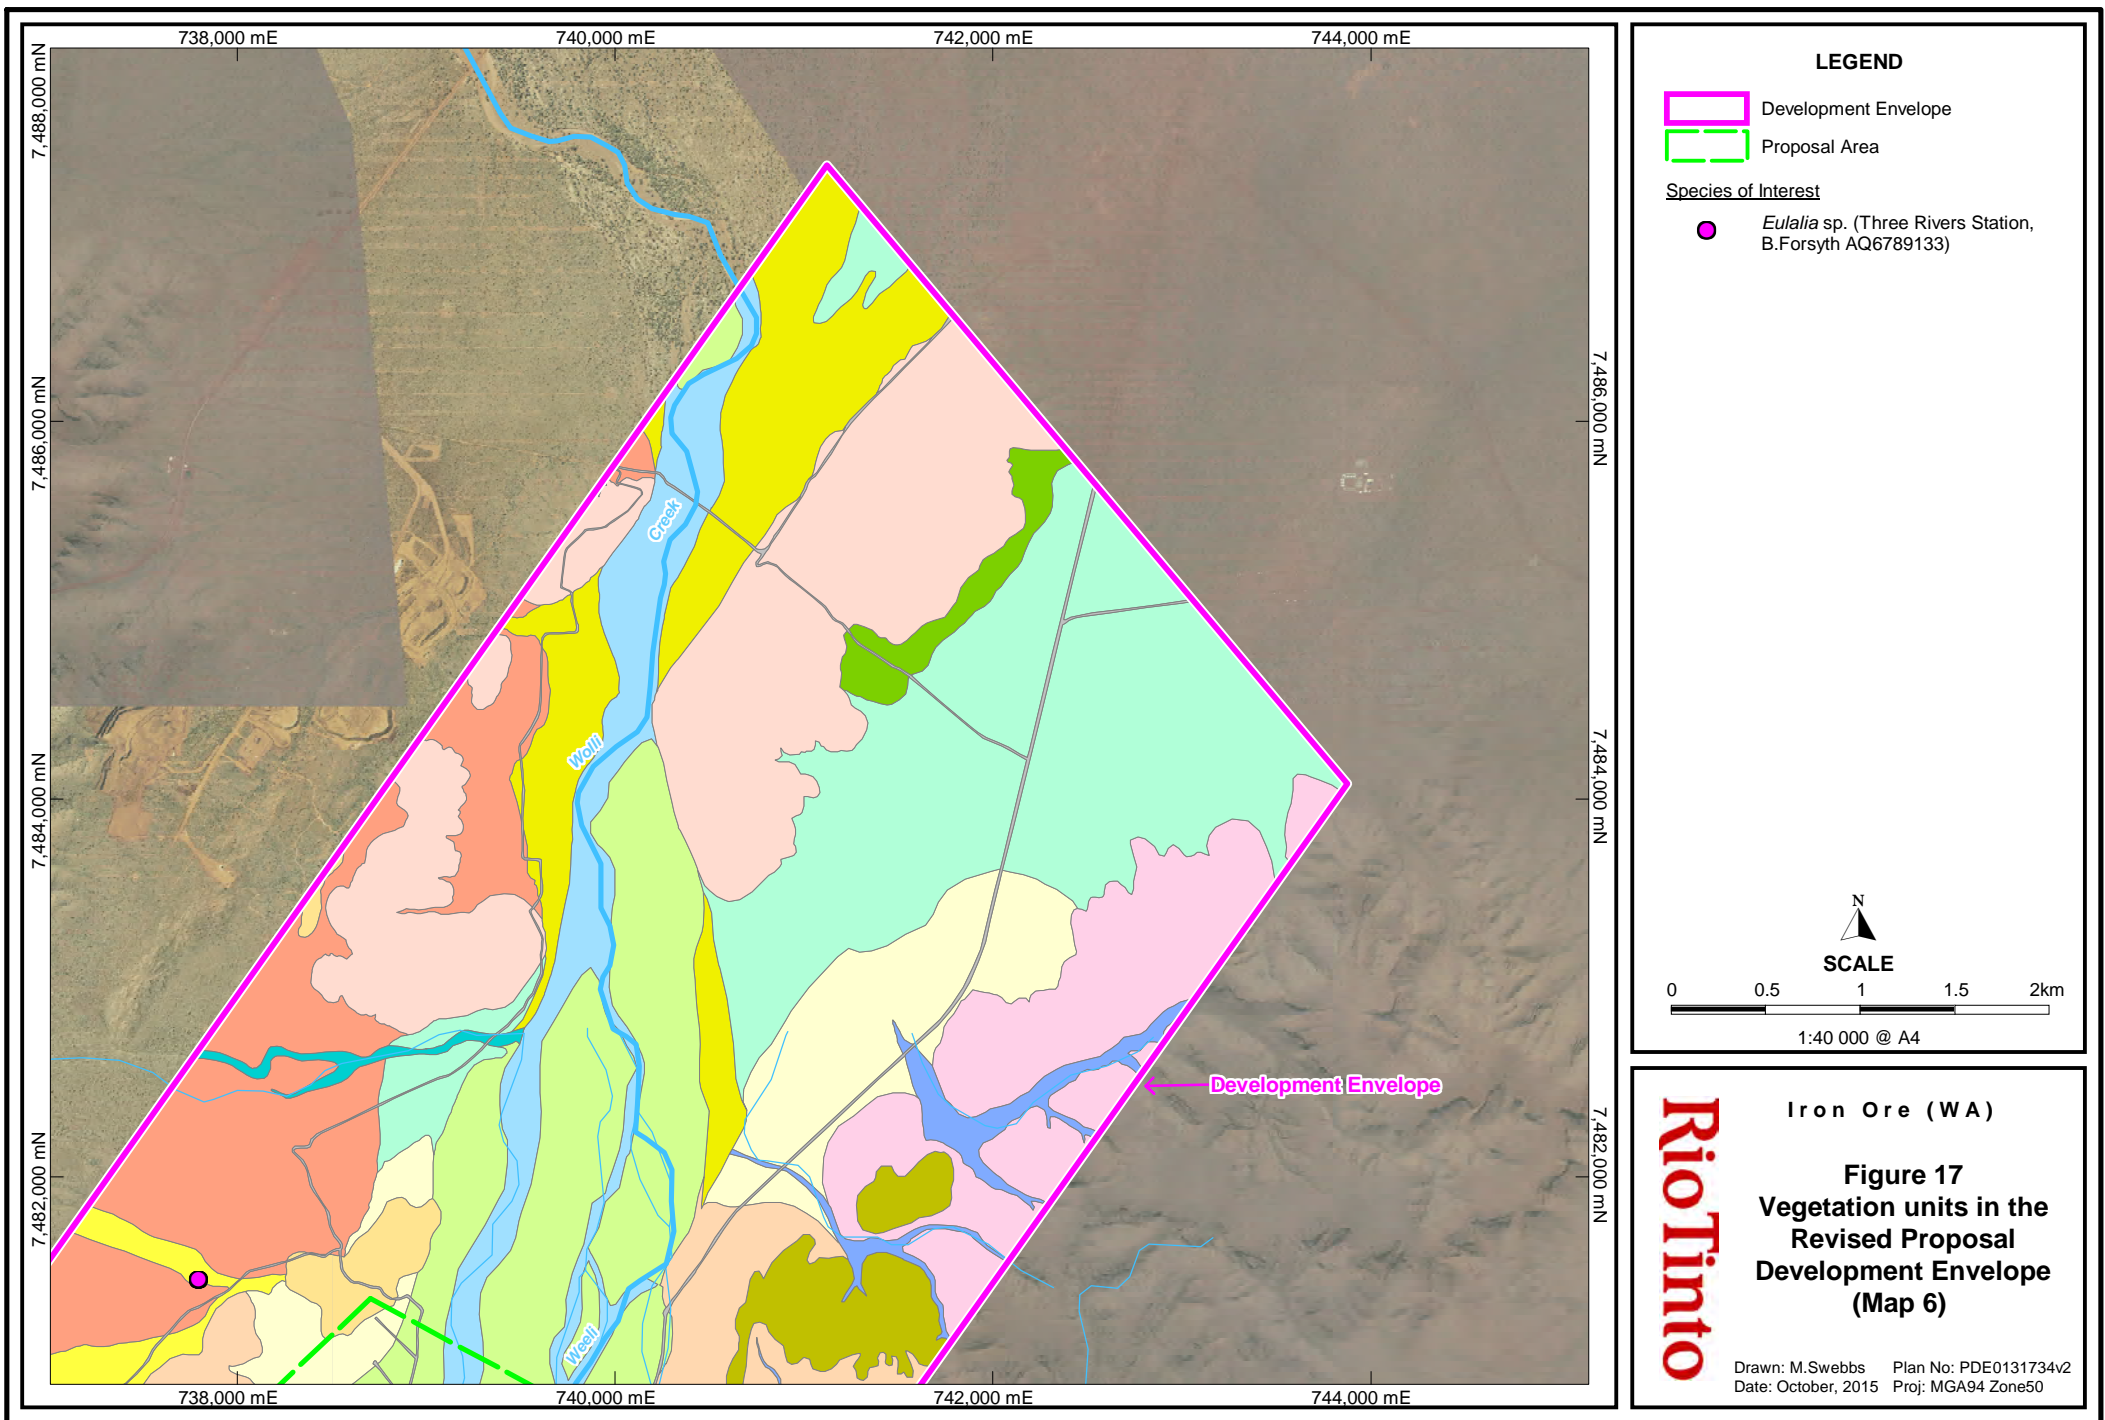 738,000 mE
740,000 mE
742,000 mE
744,000 mE
7,488,000 mN
7,486,000 mN
7,484,000 mN
7,482,000 mN
7,486,000 mN
7,484,000 mN
7,482,000 mN
Creek
Wolli
Weeli
Development Envelope
738,000 mE
740,000 mE
742,000 mE
744,000 mE
LEGEND
Development Envelope
Proposal Area
Species of Interest
Eulalia sp. (Three Rivers Station,
B.Forsyth AQ6789133)
N
SCALE
0 0.5 1 1.5 2km
1:40 000 @ A4
RioTinto
Iron Ore (WA)
Figure 17
Vegetation units in the
Revised Proposal
Development Envelope
(Map 6)
Drawn: M.Swebbs Plan No: PDE0131734v2
Date: October, 2015 Proj: MGA94 Zone50